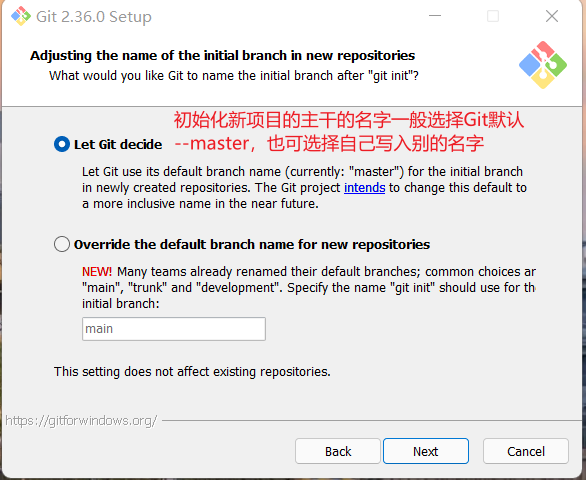 Git 2.36.0 Setup
Adjusting the name of the initial branch in new repositories
What would you like Git to name the initial branch after "git init"?
初始化新项目的主干的名字一般选择Git默认
--master，也可选择自己写入别的名字
Let Git decide
Let Git use its default branch name (currently: "master") for the initial branch
in newly created repositories. The Git project intends to change this default to
a more inclusive name in the near future.
Override the default branch name for new repositories
NEW! Many teams already renamed their default branches; common choices ar
"main", "trunk" and "development". Specify the name "git init" should use for the
initial branch:
main
This setting does not affect existing repositories.
https://gitforwindows.org/
Back
Next
Cancel